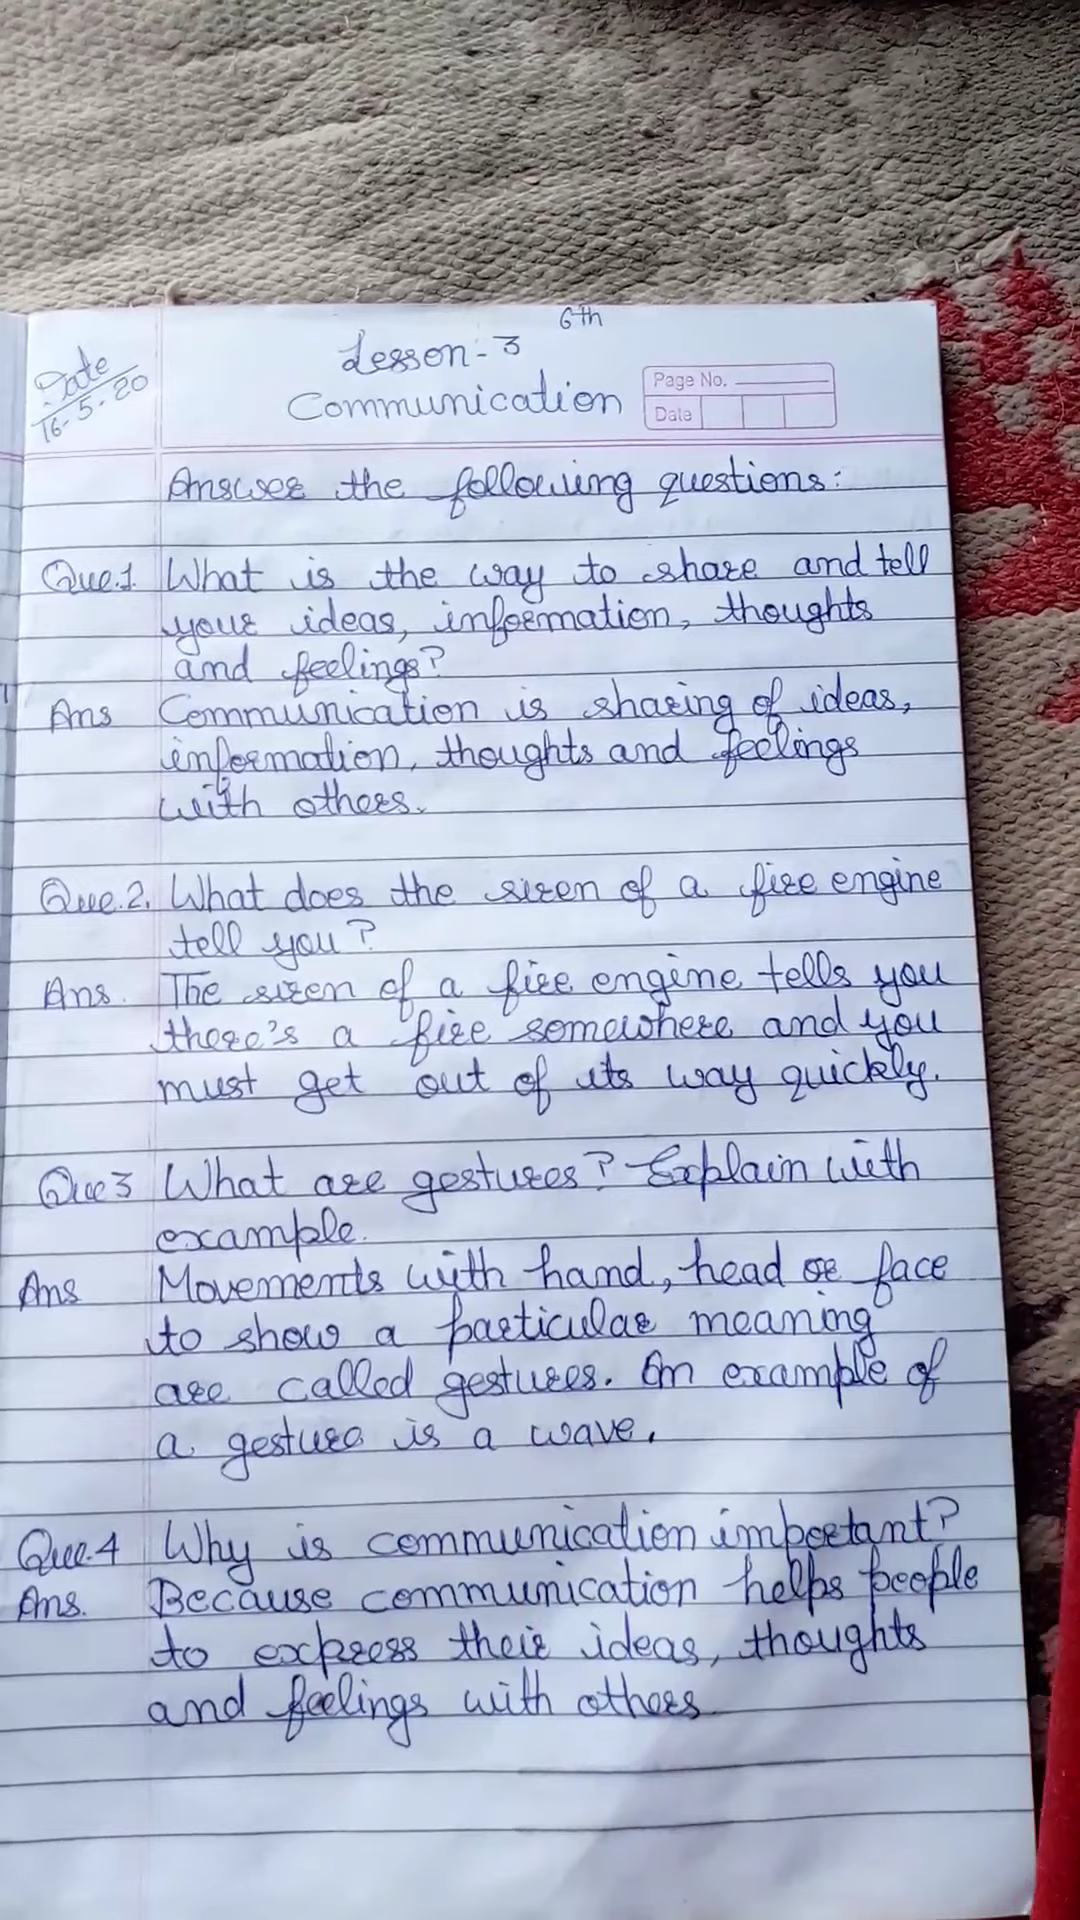 6th
Lesson-3
Date
16-5-20
Communication
Page No.
Date
Answer the following questions:
Que.1 What is the way to share and tell
your ideas, information, thoughts
and feelings?
Ans Communication is sharing of ideas,
information, thoughts and feelings
with others.
Que.2. What does the siren of a fire engine
tell you?
Ans. The siren of a fire engine tells you
there's a fire somewhere and you
must get out of its way quickly.
Que3 What are gestures? Explain with
example.
Ans Movements with hand, head or face
to show a particular meaning
are called gestures. An example of
a gesture is a wave.
Que.4 Why is communication important?
Ans. Because communication helps people
to express their ideas, thoughts
and feelings with others